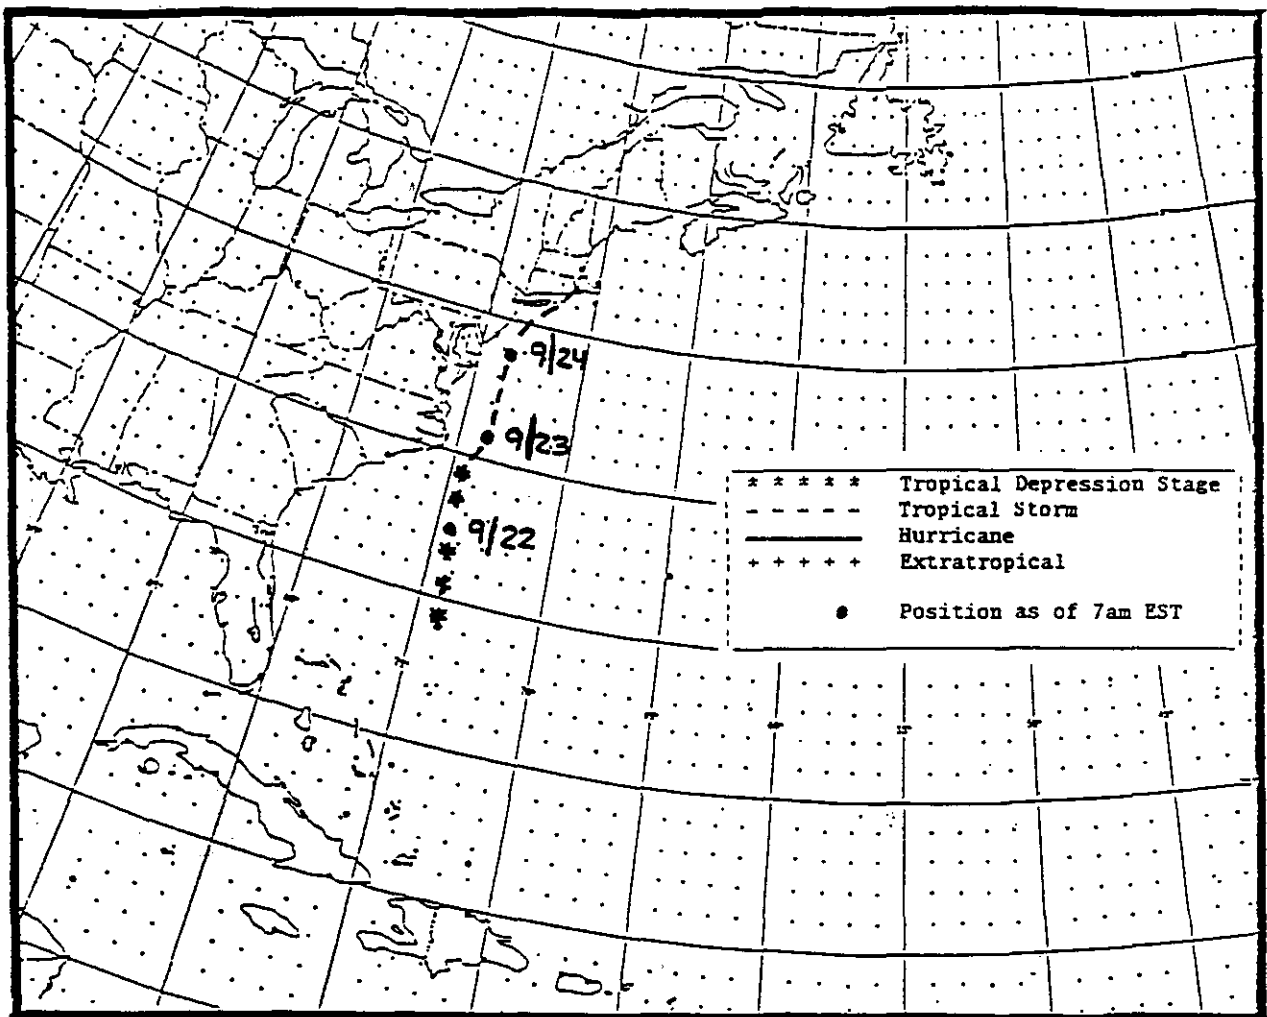 9/24
9/23
9/22
* * * * * Tropical Depression Stage
- - - - - - Tropical Storm
Hurricane
+ + + + + Extratropical
● Position as of 7am EST